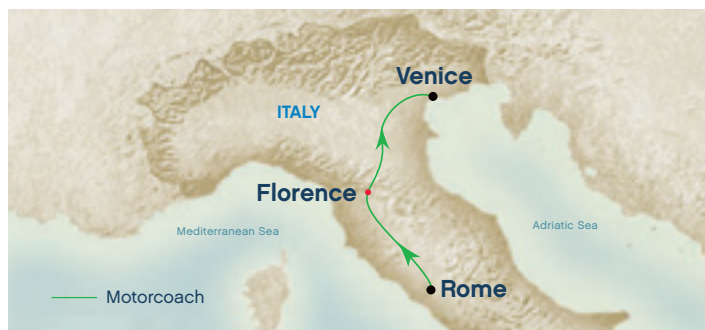 Venice
ITALY
Florence
Mediterranean Sea
Adriatic Sea
Rome
Motorcoach